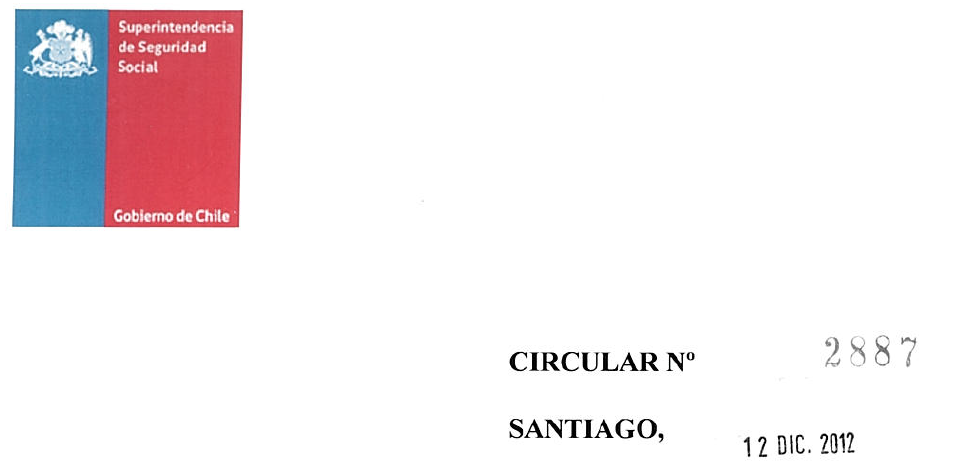 Superintendencia
de Seguridad
Social
Gobierno de Chile
CIRCULAR Nº 2887
SANTIAGO, 12 DIC. 2012